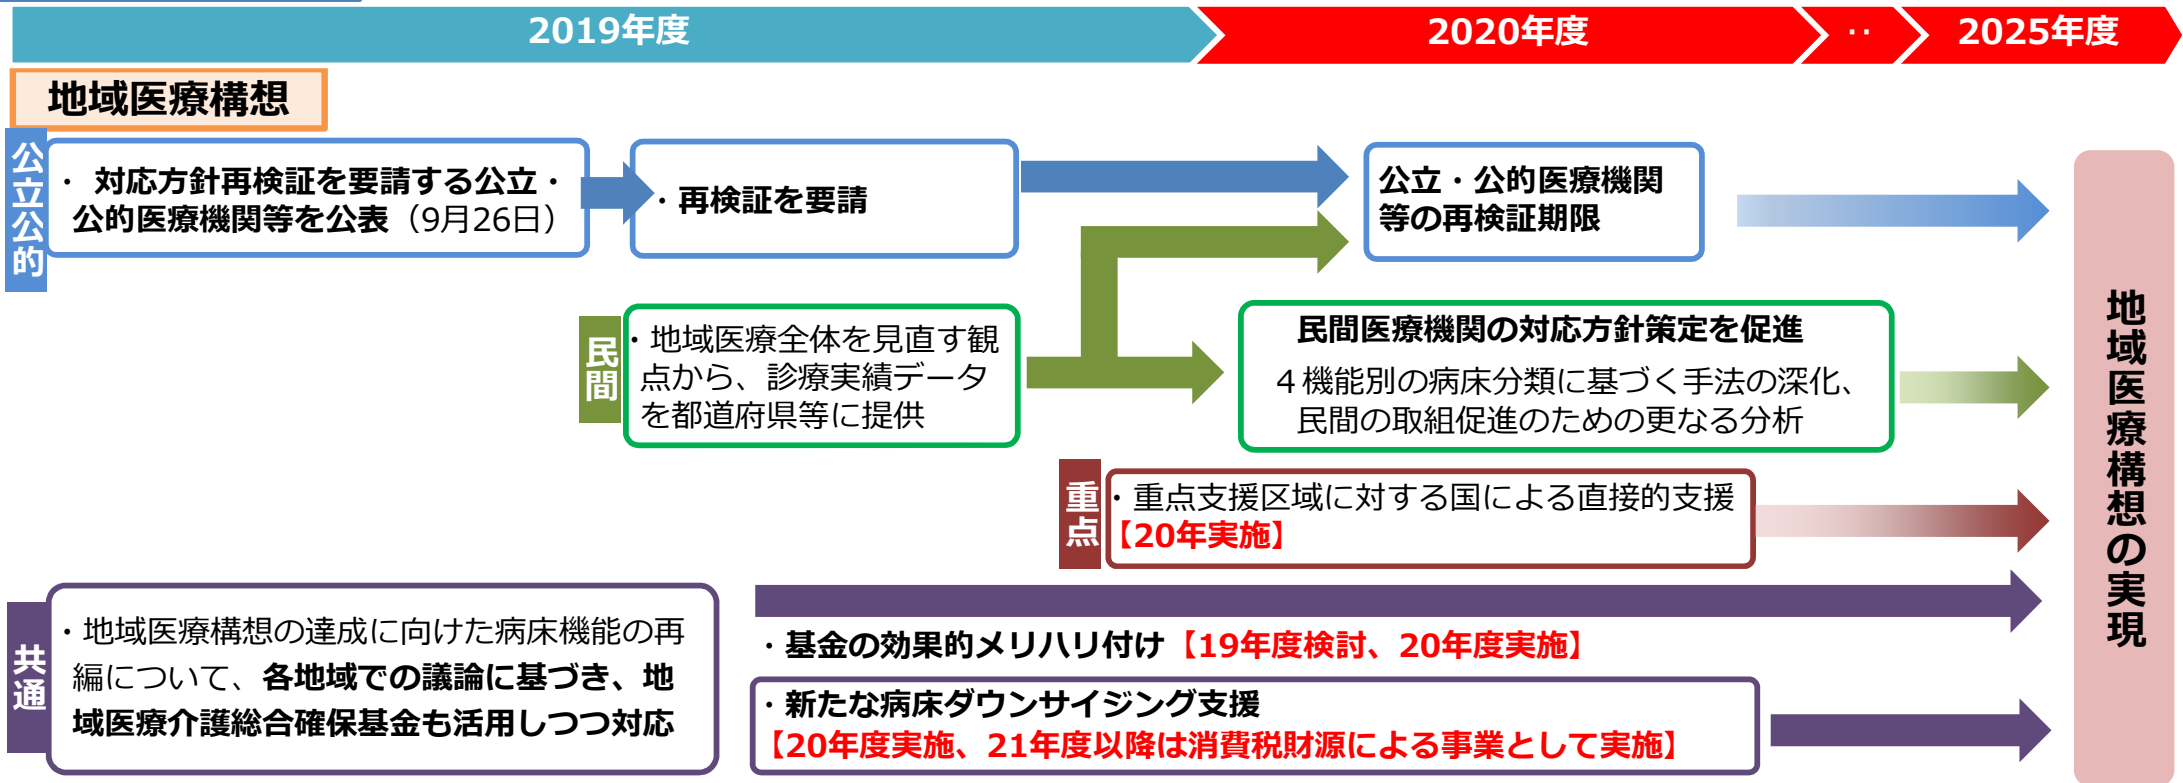 2019年度
2020年度
‥
2025年度
地域医療構想
公立公的
・ 対応方針再検証を要請する公立・
公的医療機関等を公表（9月26日）
・再検証を要請
公立・公的医療機関
等の再検証期限
民間
・地域医療全体を見直す観
点から、診療実績データ
を都道府県等に提供
民間医療機関の対応方針策定を促進
４機能別の病床分類に基づく手法の深化、
民間の取組促進のための更なる分析
重点
・重点支援区域に対する国による直接的支援
【20年実施】
共通
・地域医療構想の達成に向けた病床機能の再
編について、各地域での議論に基づき、地
域医療介護総合確保基金も活用しつつ対応
・基金の効果的メリハリ付け【19年度検討、20年度実施】
・新たな病床ダウンサイジング支援
【20年度実施、21年度以降は消費税財源による事業として実施】
地域医療構想の実現